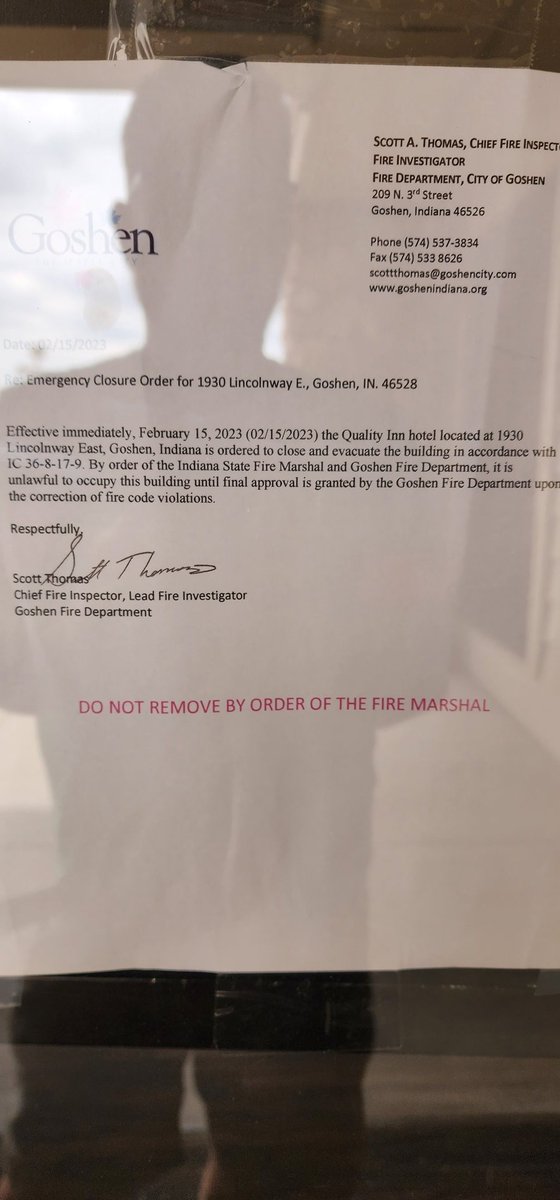 SCOTT A. THOMAS, CHIEF FIRE INSPECT
FIRE INVESTIGATOR
FIRE DEPARTMENT, CITY OF GOSHEN
209 N. 3rd Street
Goshen, Indiana 46526
Phone (574) 537-3834
Fax (574) 533 8626
scottthomas@goshencity.com
www.goshenindiana.org
Goshen
Date: 02/15/2023
Re: Emergency Closure Order for 1930 Lincolnway E., Goshen, IN. 46528
Effective immediately, February 15, 2023 (02/15/2023) the Quality Inn hotel located at 1930
Lincolnway East, Goshen, Indiana is ordered to close and evacuate the building in accordance with
IC 36-8-17-9. By order of the Indiana State Fire Marshal and Goshen Fire Department, it is
unlawful to occupy this building until final approval is granted by the Goshen Fire Department upon
the correction of fire code violations.
Respectfully,
Scott Thomas
Scott Thomas
Chief Fire Inspector, Lead Fire Investigator
Goshen Fire Department
DO NOT REMOVE BY ORDER OF THE FIRE MARSHAL